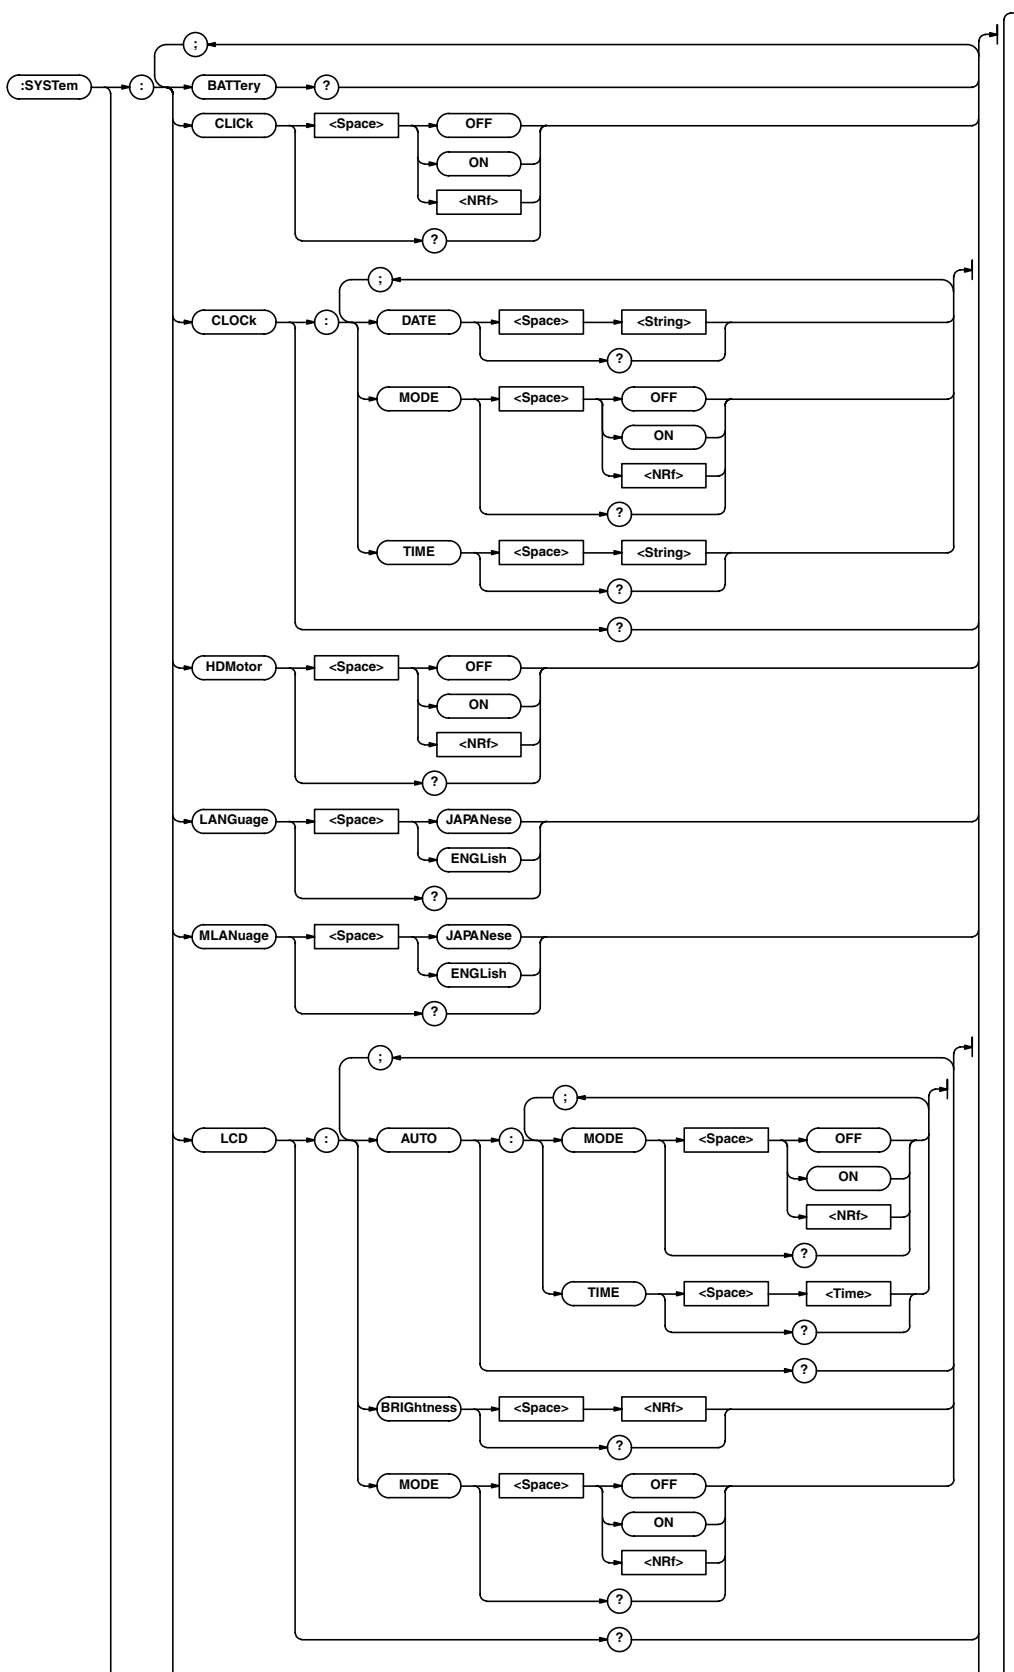 ;
:SYSTem : BATTery ?
CLICk <Space> OFF
ON
<NRf>
?
;
CLOCk : DATE <Space> <String>
?
MODE <Space> OFF
ON
<NRf>
?
TIME <Space> <String>
?
?
HDMotor <Space> OFF
ON
<NRf>
?
LANGuage <Space> JAPANese
ENGLish
?
MLANuage <Space> JAPANese
ENGLish
?
;
;
LCD : AUTO : MODE <Space> OFF
ON
<NRf>
?
TIME <Space> <Time>
?
?
BRIGhtness <Space> <NRf>
?
MODE <Space> OFF
ON
<NRf>
?
?